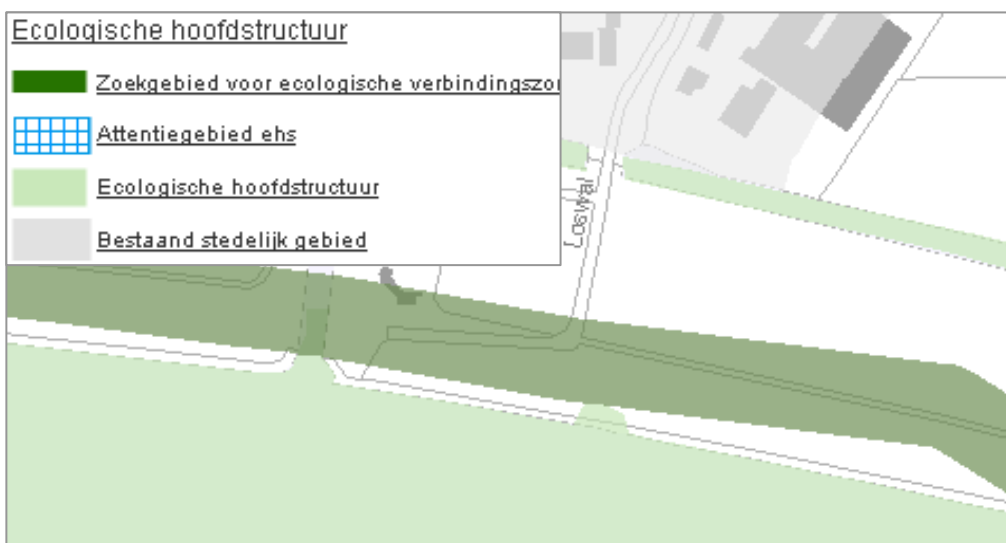 Ecologische hoofdstructuur
Zoekgebied voor ecologische verbindingszo
Attentiegebied ehs
Ecologische hoofdstructuur
Bestaand stedelijk gebied
Loswal